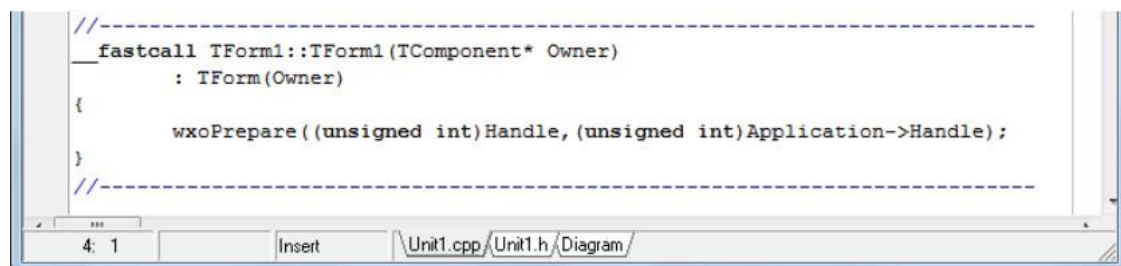 //---------------------------------------------------------------------------
__fastcall TForm1::TForm1(TComponent* Owner)
        : TForm(Owner)
{
        wxoPrepare((unsigned int)Handle,(unsigned int)Application->Handle);
}
//---------------------------------------------------------------------------
4: 1 Insert Unit1.cpp Unit1.h Diagram